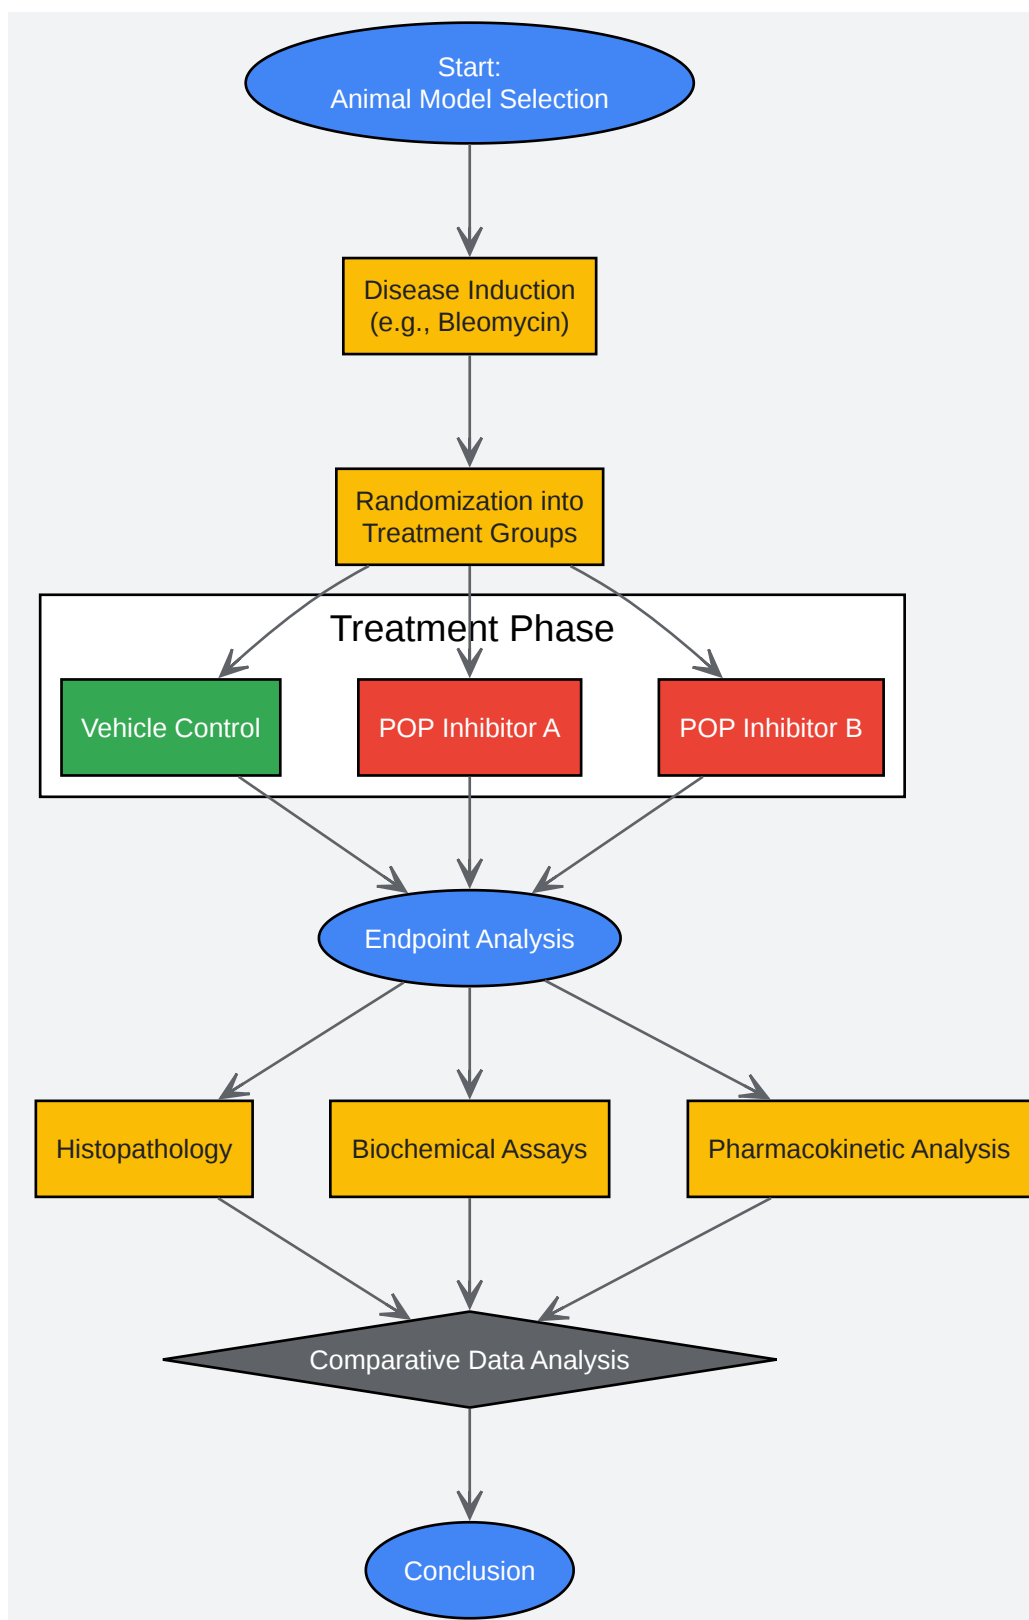 Start:
Animal Model Selection
Disease Induction
(e.g., Bleomycin)
Randomization into
Treatment Groups
Treatment Phase
Vehicle Control
POP Inhibitor A
POP Inhibitor B
Endpoint Analysis
Histopathology
Biochemical Assays
Pharmacokinetic Analysis
Comparative Data Analysis
Conclusion